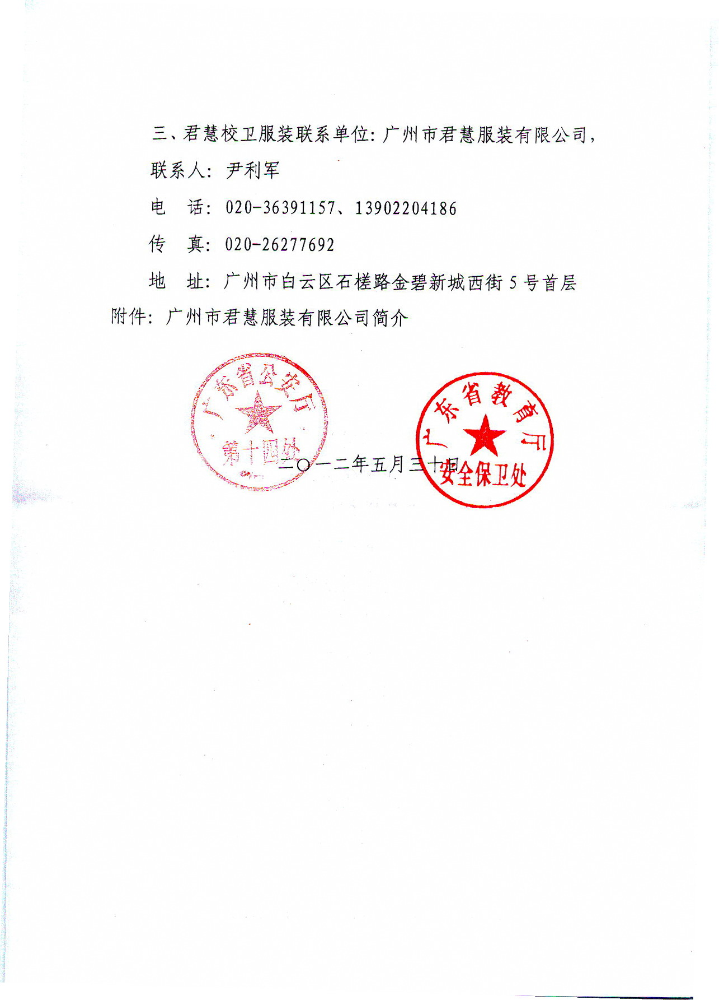 三、君慧校卫服装联系单位：广州市君慧服装有限公司，
联系人：尹利军
电　话：020-36391157、13902204186
传　真：020-26277692
地　址：广州市白云区石槎路金碧新城西街 5 号首层
附件：广州市君慧服装有限公司简介
广东省公安厅
第十四处
广东省教育厅
安全保卫处
二〇一二年五月三十日